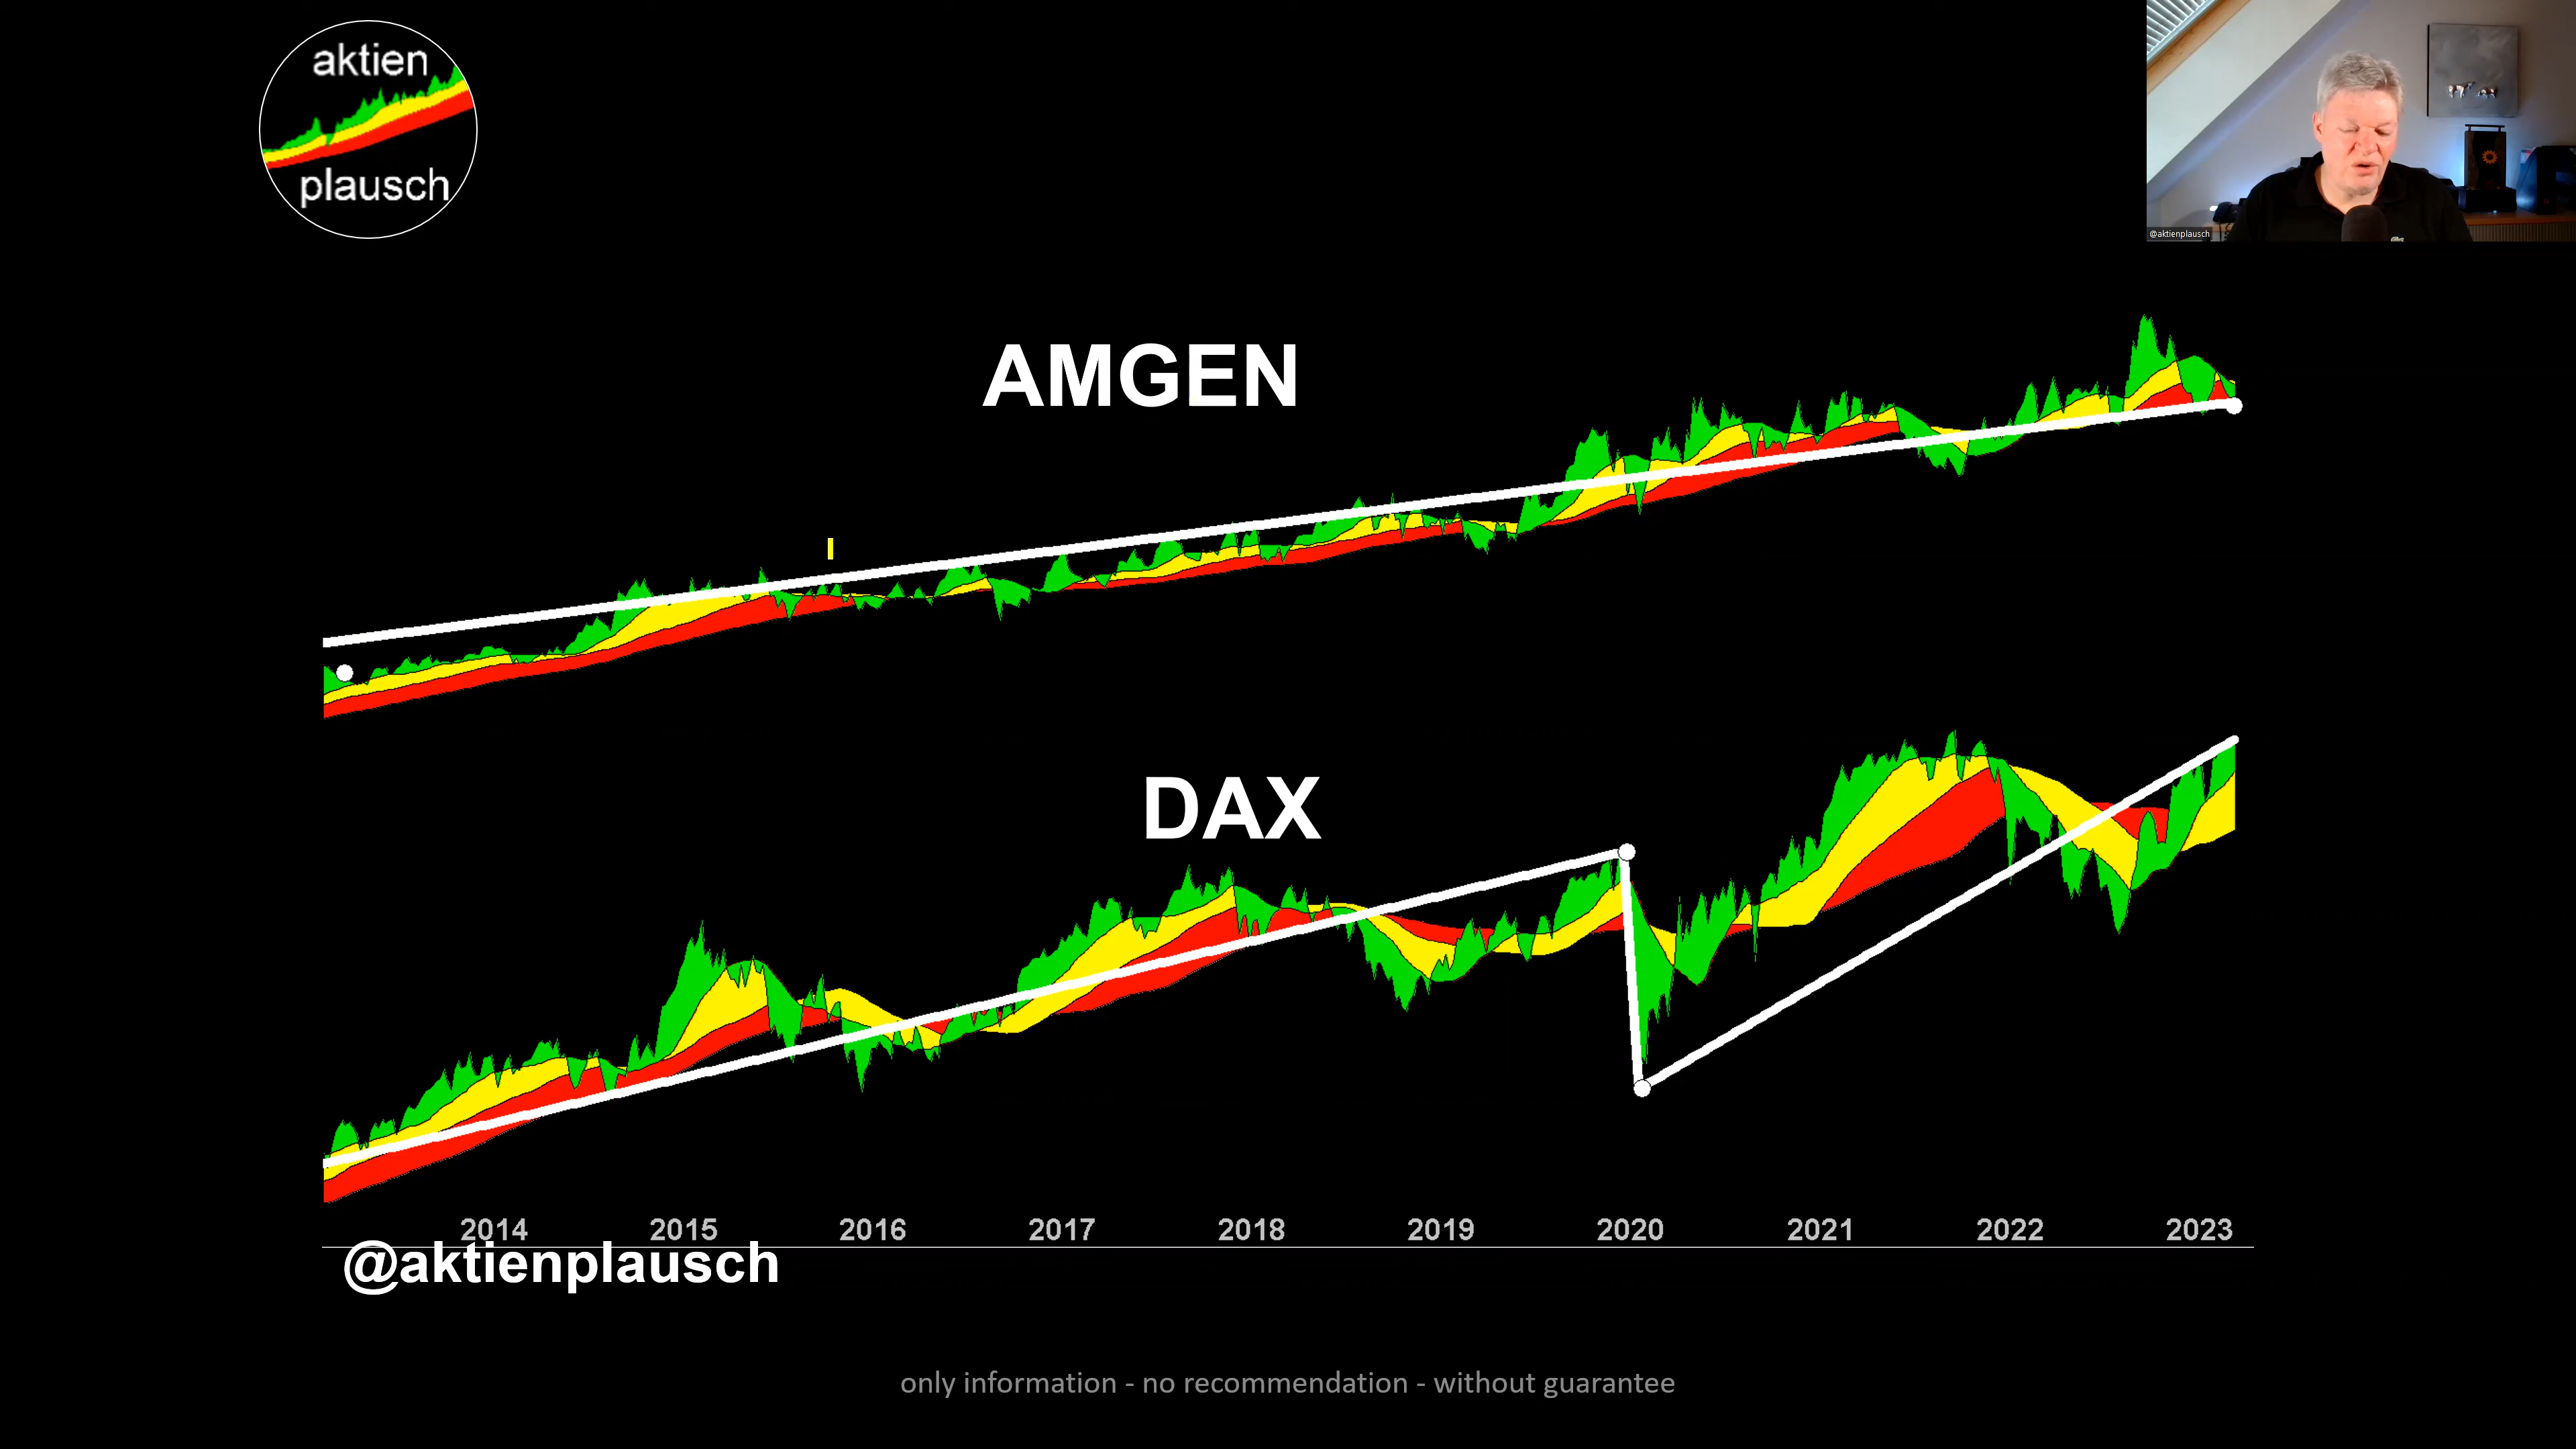 aktien
plausch
@aktienplausch
AMGEN
DAX
2014 2015 2016 2017 2018 2019 2020 2021 2022 2023
@aktienplausch
only information - no recommendation - without guarantee